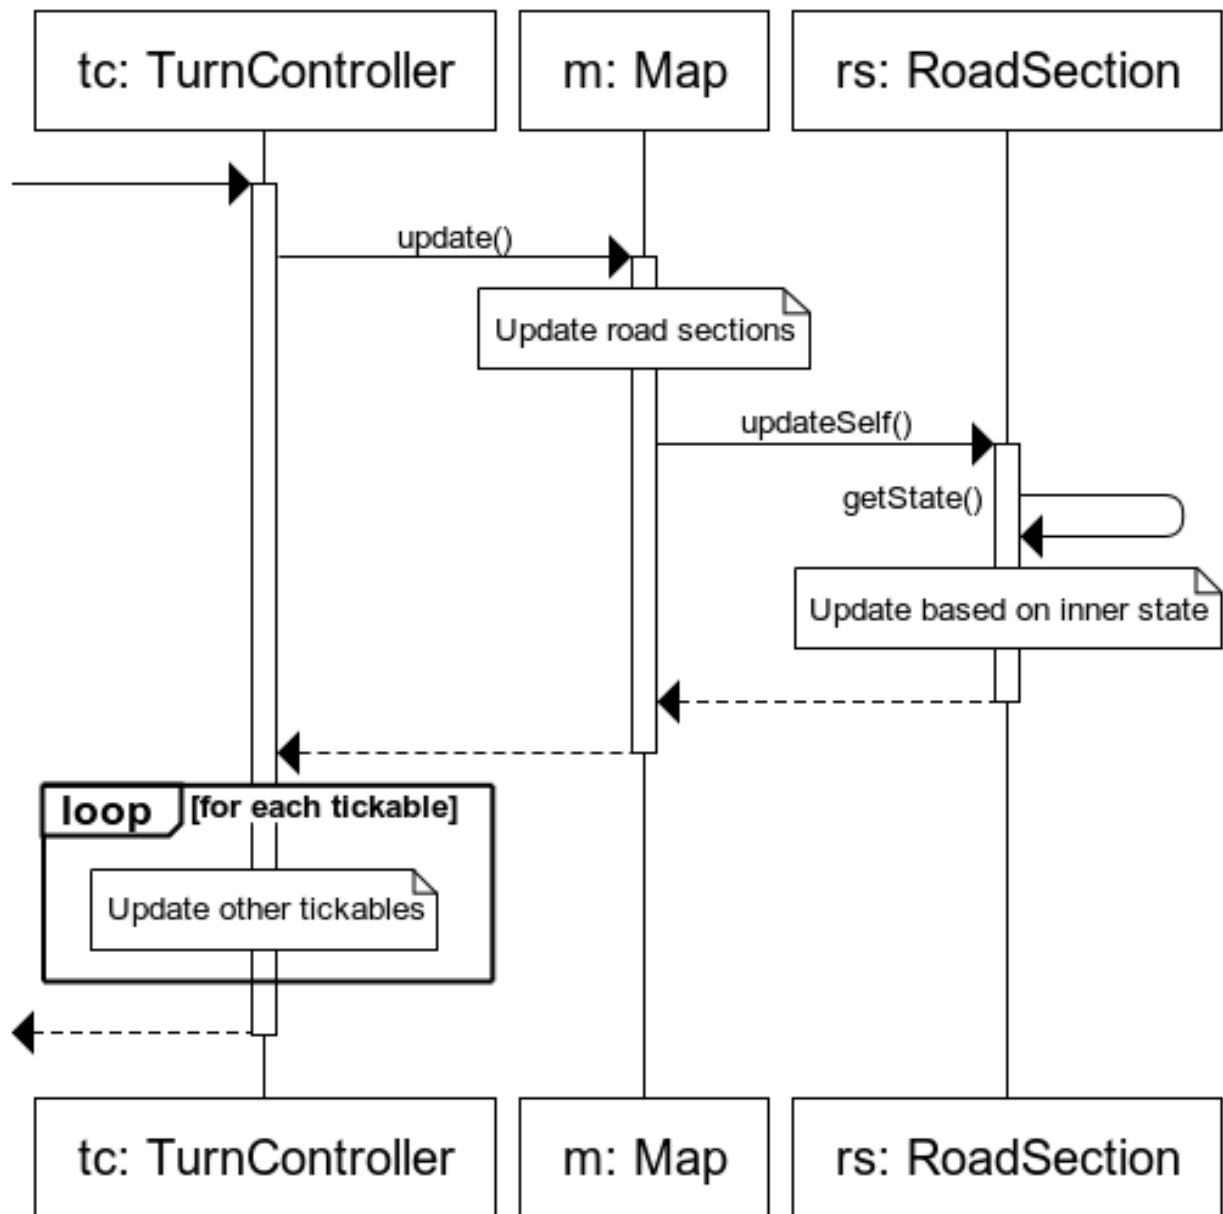 tc: TurnController
m: Map
rs: RoadSection
update()
Update road sections
updateSelf()
getState()
Update based on inner state
loop
[for each tickable]
Update other tickables
tc: TurnController
m: Map
rs: RoadSection